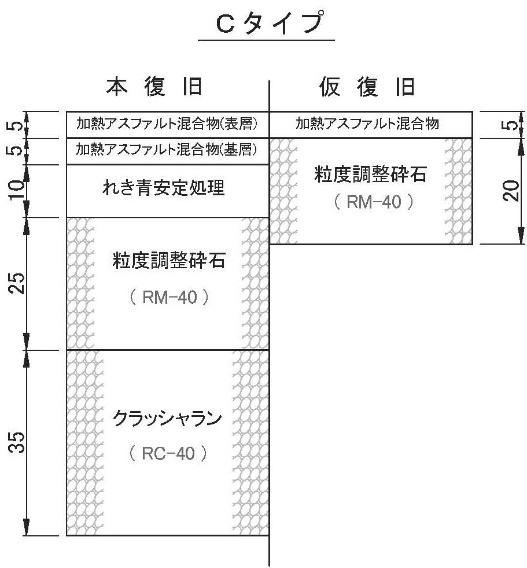 Cタイプ
本復旧
仮復旧
5
加熱アスファルト混合物(表層)
加熱アスファルト混合物
5
5
加熱アスファルト混合物(基層)
10
れき青安定処理
粒度調整砕石
(RM-40)
20
25
粒度調整砕石
(RM-40)
35
クラッシャラン
(RC-40)